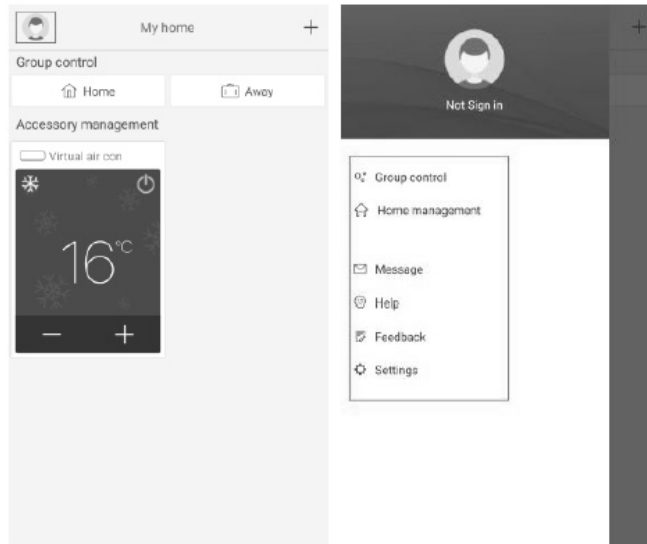 My home
+
Group control
Home
Away
Accessory management
Virtual air con
16°C
− +
Not Sign in
Group control
Home management
Message
Help
Feedback
Settings
+